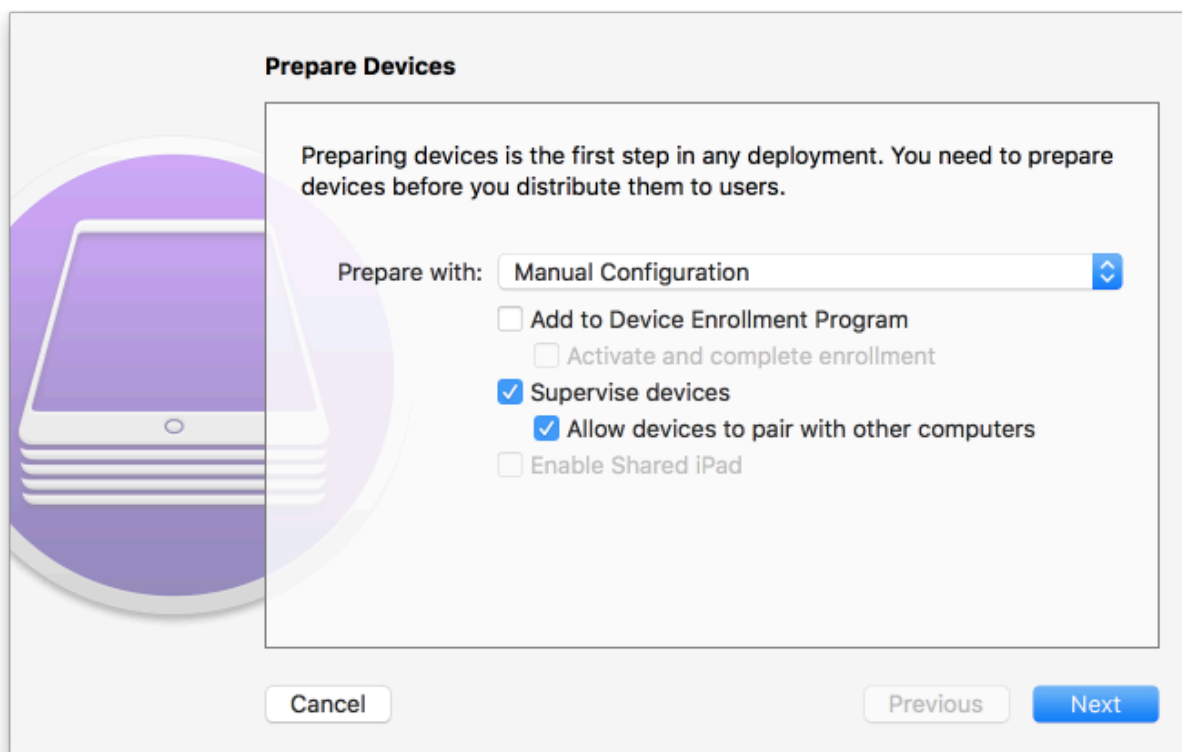 Prepare Devices
Preparing devices is the first step in any deployment. You need to prepare
devices before you distribute them to users.
Prepare with: Manual Configuration
Add to Device Enrollment Program
Activate and complete enrollment
Supervise devices
Allow devices to pair with other computers
Enable Shared iPad
Cancel Previous Next